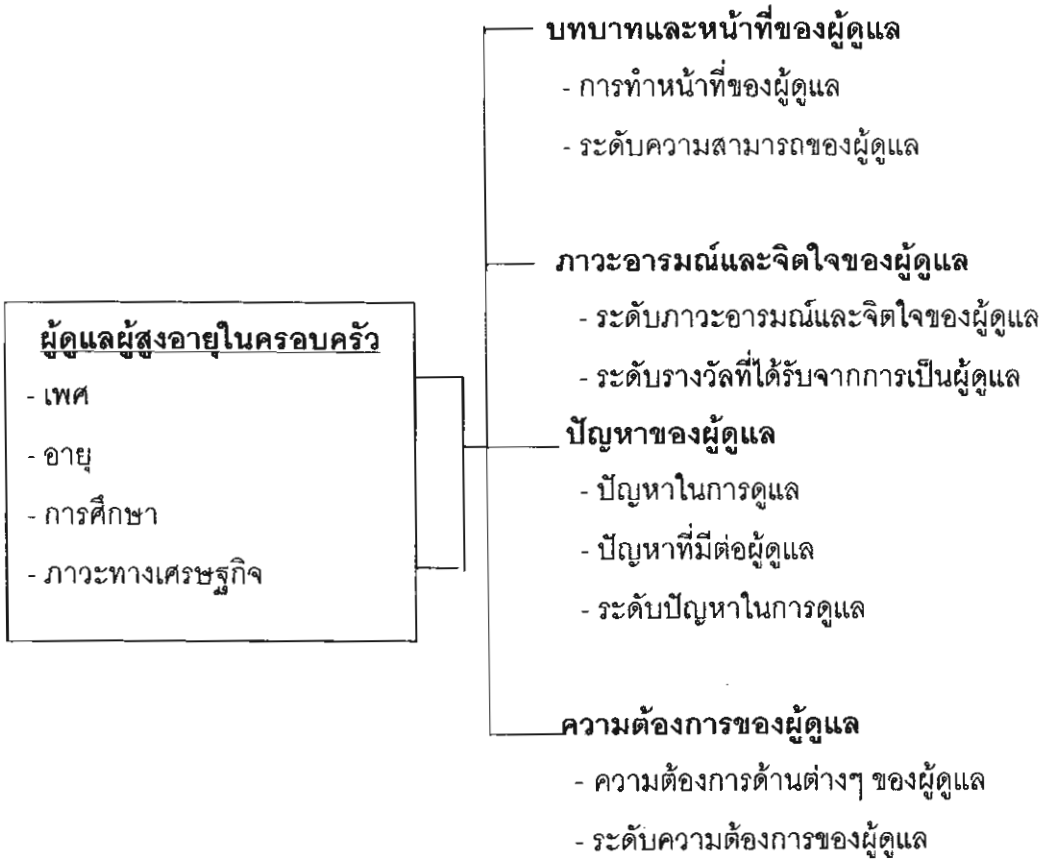 บทบาทและหน้าที่ของผู้ดูแล
- การทำหน้าที่ของผู้ดูแล
- ระดับความสามารถของผู้ดูแล
ภาวะอารมณ์และจิตใจของผู้ดูแล
- ระดับภาวะอารมณ์และจิตใจของผู้ดูแล
- ระดับรางวัลที่ได้รับจากการเป็นผู้ดูแล
ผู้ดูแลผู้สูงอายุในครอบครัว
- เพศ
- อายุ
- การศึกษา
- ภาวะทางเศรษฐกิจ
ปัญหาของผู้ดูแล
- ปัญหาในการดูแล
- ปัญหาที่มีต่อผู้ดูแล
- ระดับปัญหาในการดูแล
ความต้องการของผู้ดูแล
- ความต้องการด้านต่างๆ ของผู้ดูแล
- ระดับความต้องการของผู้ดูแล